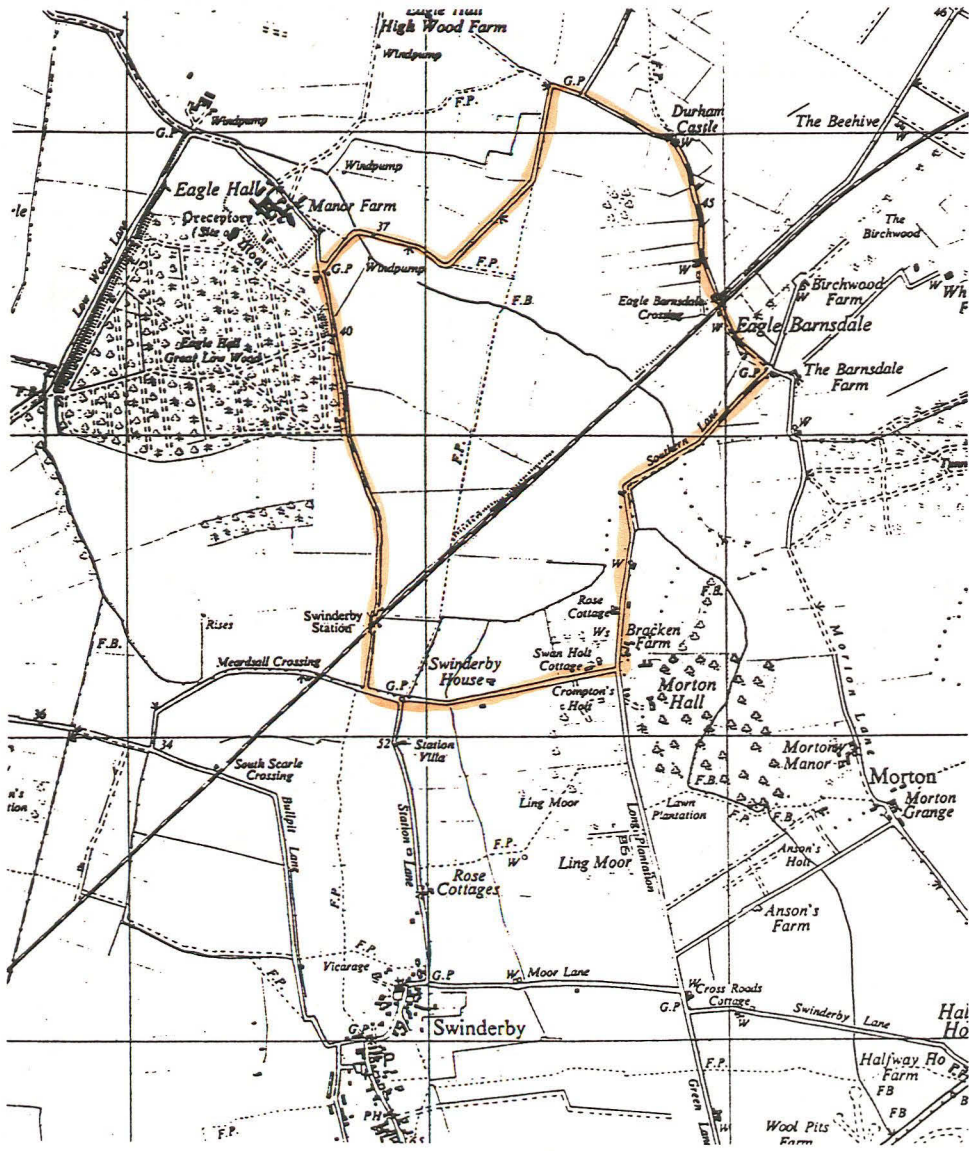 High Wood Farm
46
Windpump
G.P
F.P.
F.P.
Durham
Castle
W
The Beehive
W
Windpump
G.P
Windpump
Eagle Hall
Manor Farm
Preceptory
(Site of)
Moat
37
45
The
Birchwood
Low Wood Lane
G.P
Windpump
F.P.
W
F.B.
Eagle Barnsdale
Crossing
W
Birchwood
Farm
W
W
Eagle Barnsdale
40
Eagle Hall
Great Low Wood
G.P
The Barnsdale
Farm
F.B.
Southern Lane
W
F.P.
W
F.B.
Rose
Cottage
Swinderby
Station
Rises
Ws
Bracken
Farm
F.B.
Morton Lane
Meardsall Crossing
Swinderby
House
Swan Holt
Cottage
G.P
Crompton's
Holt
Morton
Hall
36
34
52
Station
Villa
Morton
Manor
South Scarle
Crossing
F.B.
Morton
Morton
Grange
Ling Moor
Lawn
Plantation
F.P.
F.B.
Bullpit Lane
Station Lane
F.P.
W
Ling Moor
Long Plantation
Anson's
Holt
F.P.
Rose
Cottages
Anson's
Farm
F.P.
F.P.
Vicarage
G.P
W
Moor Lane
W
Cross Roads
Cottage
G.P
W
Swinderby Lane
G.P
Swinderby
Halfway Ho
Farm
F.P.
F.P.
FB
FB
Green Lane
PH
F.P.
Wool Pits
Farm